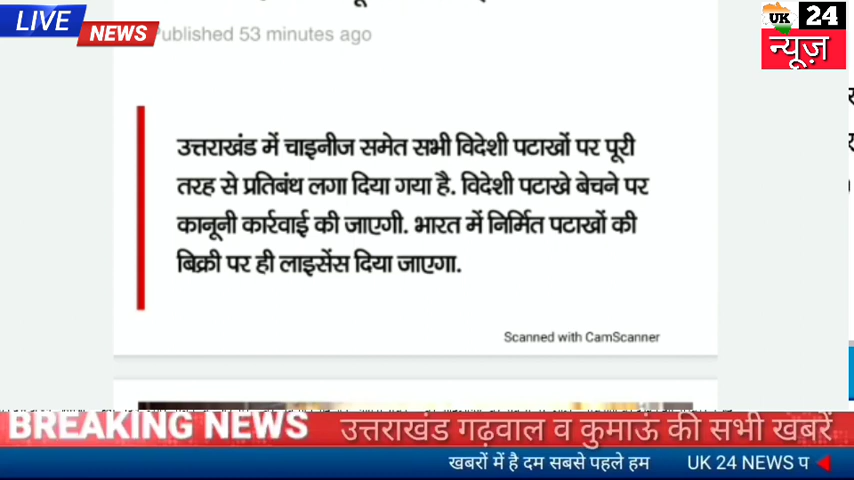 LIVE
NEWS
Published 53 minutes ago
UK 24
न्यूज़
उत्तराखंड में चाइनीज समेत सभी विदेशी पटाखों पर पूरी
तरह से प्रतिबंध लगा दिया गया है. विदेशी पटाखे बेचने पर
कानूनी कार्रवाई की जाएगी. भारत में निर्मित पटाखों की
बिक्री पर ही लाइसेंस दिया जाएगा.
Scanned with CamScanner
BREAKING NEWS
उत्तराखंड गढ़वाल व कुमाऊं की सभी खबरें
खबरों में है दम सबसे पहले हम UK 24 NEWS प